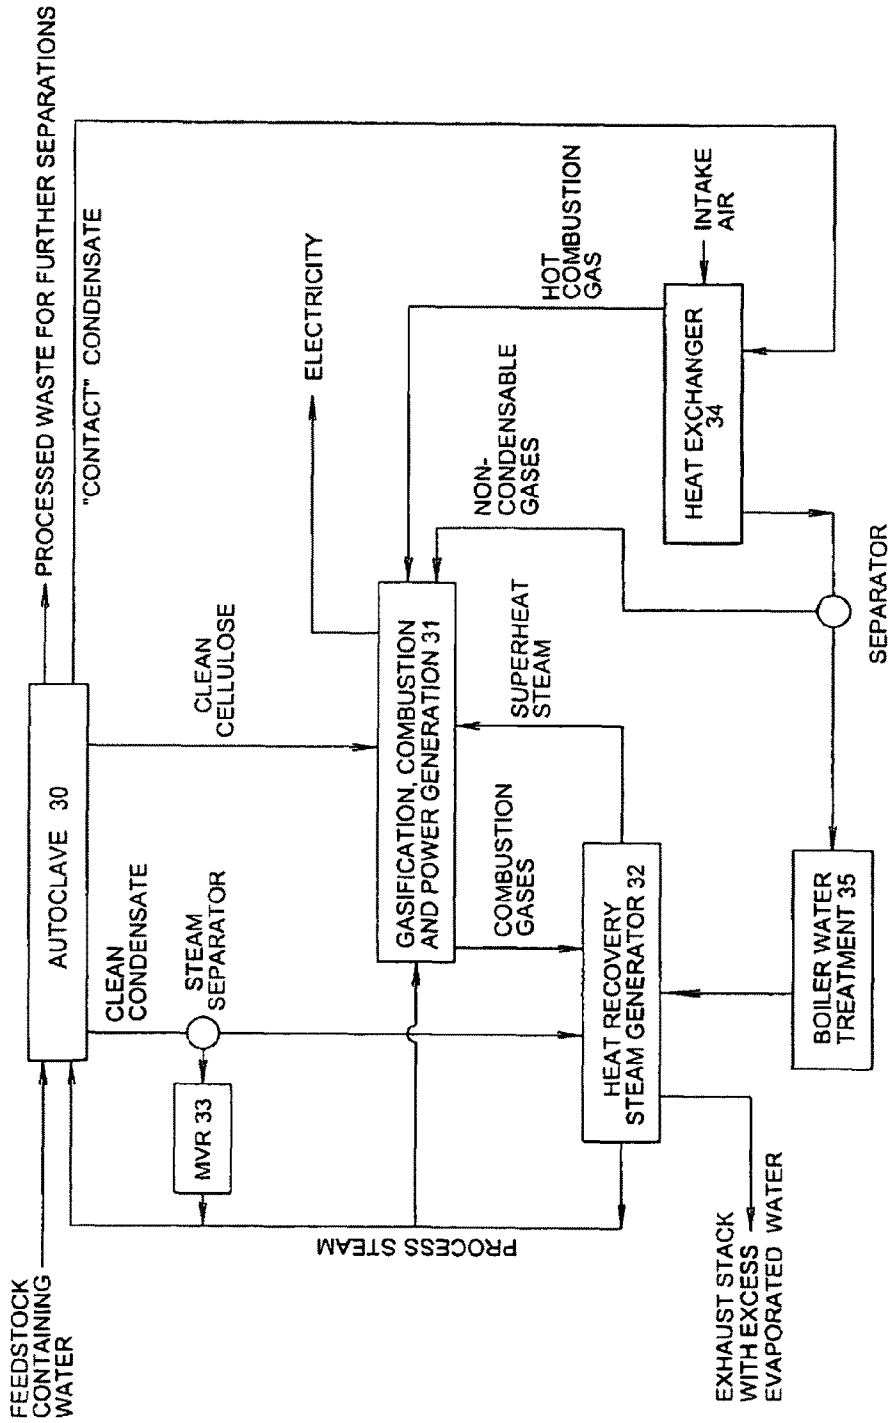 FEEDSTOCK
CONTAINING
WATER
AUTOCLAVE 30
PROCESSED WASTE FOR FURTHER SEPARATIONS
"CONTACT" CONDENSATE
CLEAN
CONDENSATE
STEAM
SEPARATOR
MVR 33
CLEAN
CELLULOSE
ELECTRICITY
PROCESS STEAM
GASIFICATION, COMBUSTION
AND POWER GENERATION 31
COMBUSTION
GASES
SUPERHEAT
STEAM
NON-
CONDENSABLE
GASES
HOT
COMBUSTION
GAS
INTAKE
AIR
HEAT RECOVERY
STEAM GENERATOR 32
HEAT EXCHANGER
34
EXHAUST STACK
WITH EXCESS
EVAPORATED WATER
BOILER WATER
TREATMENT 35
SEPARATOR